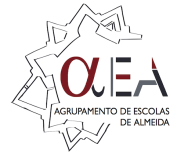 αEA
AGRUPAMENTO DE ESCOLAS
DE ALMEIDA